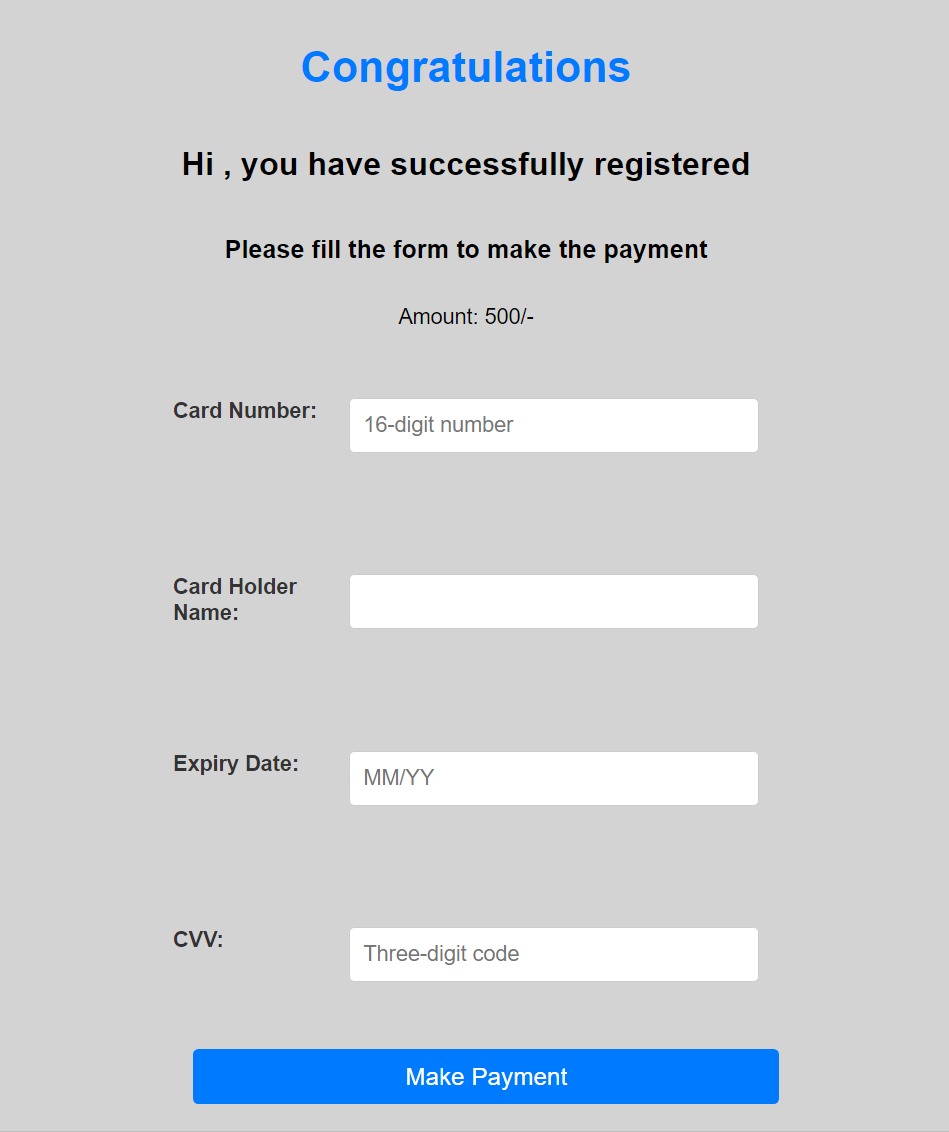 Congratulations
Hi , you have successfully registered
Please fill the form to make the payment
Amount: 500/-
Card Number:
16-digit number
Card Holder
Name:
Expiry Date:
MM/YY
CVV:
Three-digit code
Make Payment